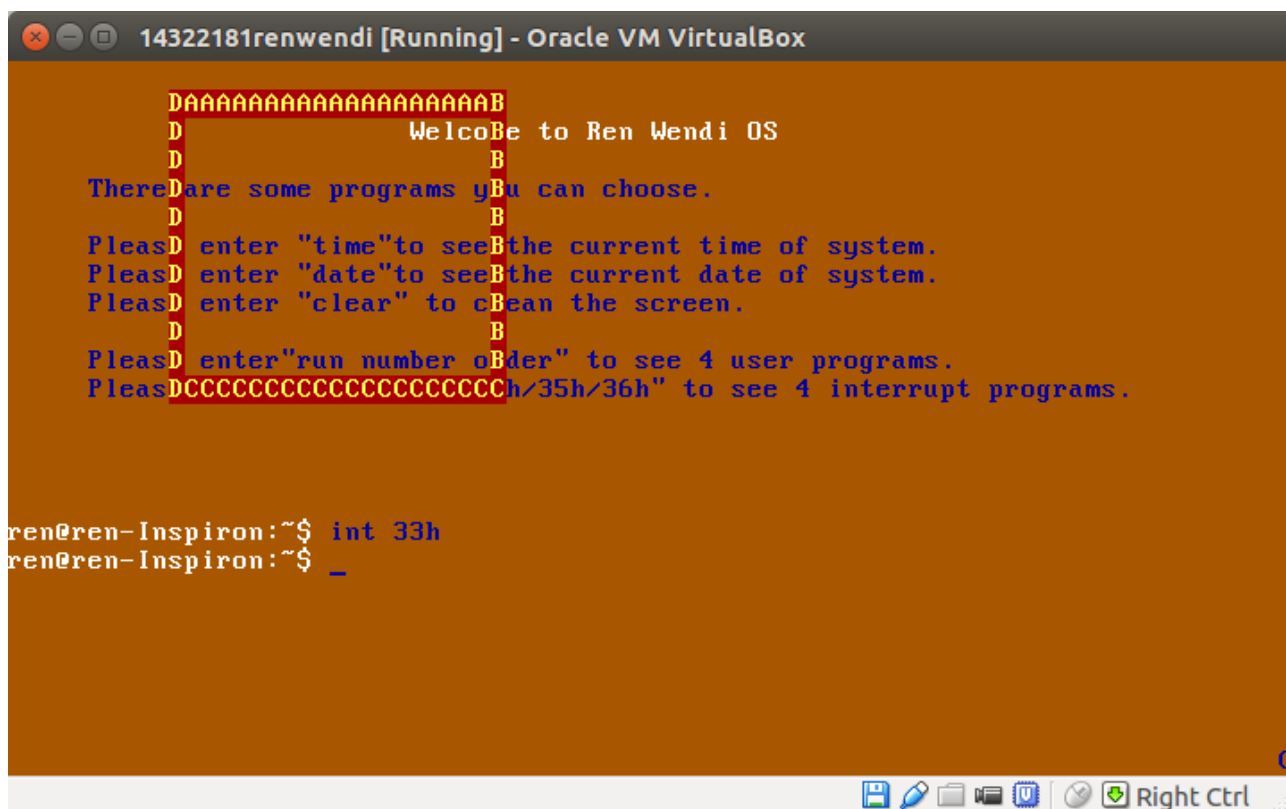 14322181renwendi [Running] - Oracle VM VirtualBox
DAAAAAAAAAAAAAAAAAAAB
D WelcoBe to Ren Wendi OS
D B
ThereDare some programs yBu can choose.
D B
PleasD enter "time"to seeBthe current time of system.
PleasD enter "date"to seeBthe current date of system.
PleasD enter "clear" to cBean the screen.
D B
PleasD enter"run number oBder" to see 4 user programs.
PleasDCCCCCCCCCCCCCCCCCCCCh/35h/36h" to see 4 interrupt programs.
ren@ren-Inspiron:~$ int 33h
ren@ren-Inspiron:~$ _
Right Ctrl